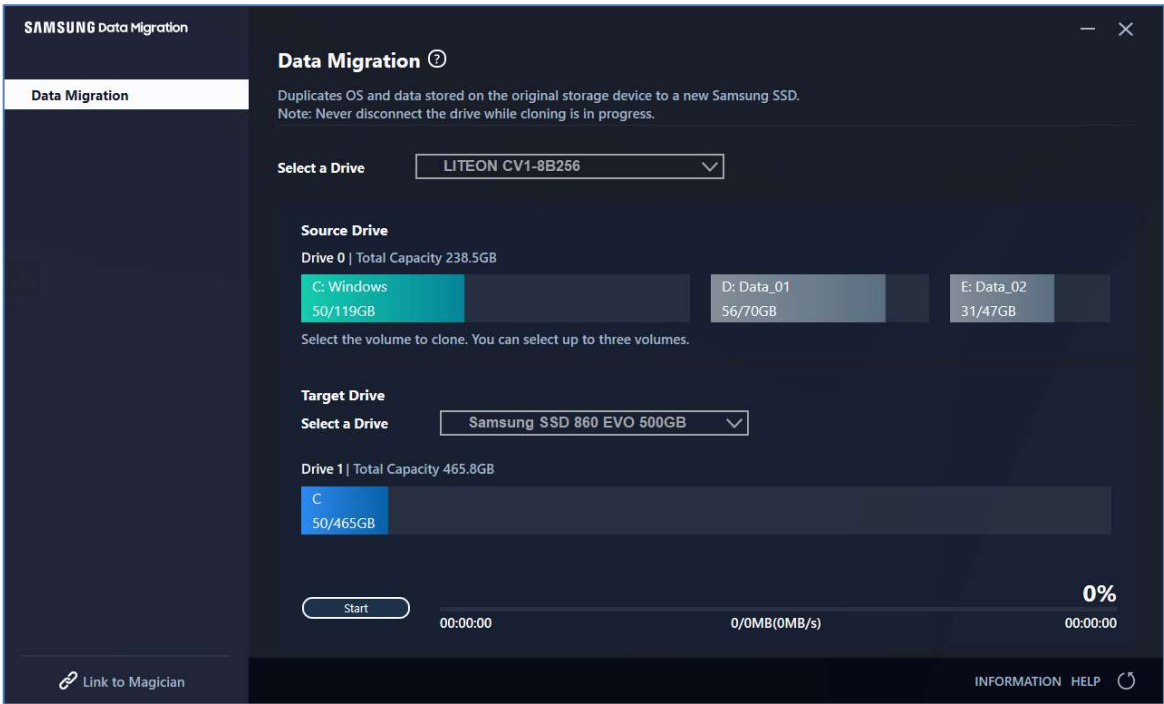 SAMSUNG Data Migration
Data Migration
Data Migration ?
Duplicates OS and data stored on the original storage device to a new Samsung SSD.
Note: Never disconnect the drive while cloning is in progress.
Select a Drive LITEON CV1-8B256
Source Drive
Drive 0 | Total Capacity 238.5GB
C: Windows D: Data_01 E: Data_02
50/119GB 56/70GB 31/47GB
Select the volume to clone. You can select up to three volumes.
Target Drive
Select a Drive Samsung SSD 860 EVO 500GB
Drive 1 | Total Capacity 465.8GB
C
50/465GB
0%
Start
00:00:00 0/0MB(0MB/s) 00:00:00
Link to Magician INFORMATION HELP